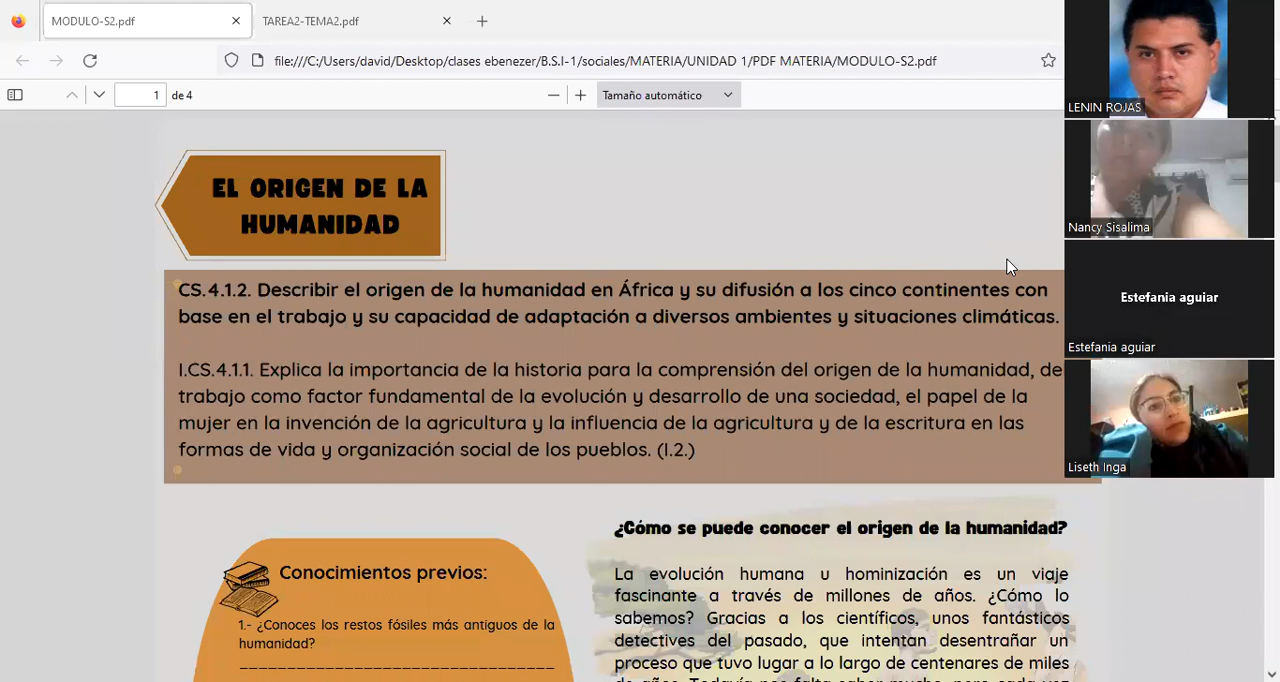 MODULO-S2.pdf
TAREA2-TEMA2.pdf
file:///C:/Users/david/Desktop/clases ebenezer/B.S.I-1/sociales/MATERIA/UNIDAD 1/PDF MATERIA/MODULO-S2.pdf
1 de 4
Tamaño automático
LENIN ROJAS
Nancy Sisalima
Estefania aguiar
Estefania aguiar
Liseth Inga
EL ORIGEN DE LA
HUMANIDAD
CS.4.1.2. Describir el origen de la humanidad en África y su difusión a los cinco continentes con
base en el trabajo y su capacidad de adaptación a diversos ambientes y situaciones climáticas.
I.CS.4.1.1. Explica la importancia de la historia para la comprensión del origen de la humanidad, de
trabajo como factor fundamental de la evolución y desarrollo de una sociedad, el papel de la
mujer en la invención de la agricultura y la influencia de la agricultura y de la escritura en las
formas de vida y organización social de los pueblos. (I.2.)
Conocimientos previos:
1.- ¿Conoces los restos fósiles más antiguos de la
humanidad?
¿Cómo se puede conocer el origen de la humanidad?
La evolución humana u hominización es un viaje
fascinante a través de millones de años. ¿Cómo lo
sabemos? Gracias a los científicos, unos fantásticos
detectives del pasado, que intentan desentrañar un
proceso que tuvo lugar a lo largo de centenares de miles